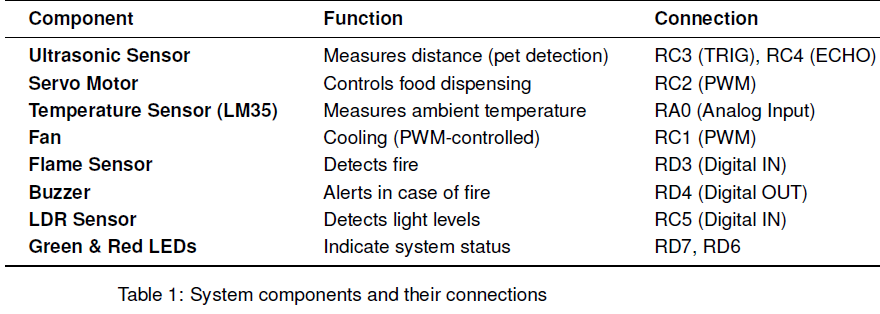 Component Function Connection
Ultrasonic Sensor Measures distance (pet detection) RC3 (TRIG), RC4 (ECHO)
Servo Motor Controls food dispensing RC2 (PWM)
Temperature Sensor (LM35) Measures ambient temperature RA0 (Analog Input)
Fan Cooling (PWM-controlled) RC1 (PWM)
Flame Sensor Detects fire RD3 (Digital IN)
Buzzer Alerts in case of fire RD4 (Digital OUT)
LDR Sensor Detects light levels RC5 (Digital IN)
Green & Red LEDs Indicate system status RD7, RD6
Table 1: System components and their connections